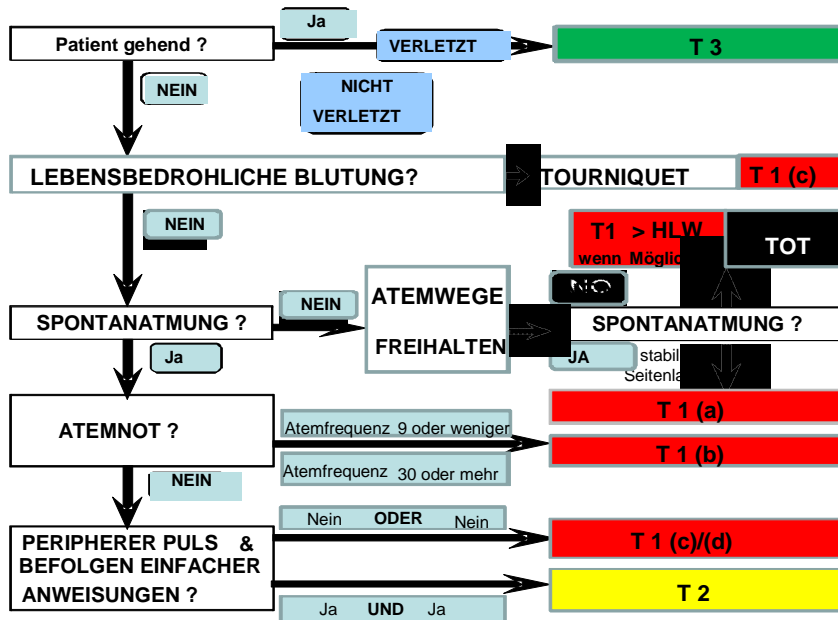 Patient gehend ?
Ja
VERLETZT
T 3
NEIN
NICHT
VERLETZT
LEBENSBEDROHLICHE BLUTUNG?
TOURNIQUET
T 1 (c)
NEIN
T1 > HLW
wenn
TOT
SPONTANATMUNG ?
NEIN
ATEMWEGE
FREIHALTEN
NO
SPONTANATMUNG ?
Ja
JA
ATEMNOT ?
Atemfrequenz 9 oder weniger
T 1 (a)
Atemfrequenz 30 oder mehr
T 1 (b)
NEIN
PERIPHERER PULS &
BEFOLGEN EINFACHER
ANWEISUNGEN ?
Nein ODER Nein
T 1 (c)/(d)
Ja UND Ja
T 2